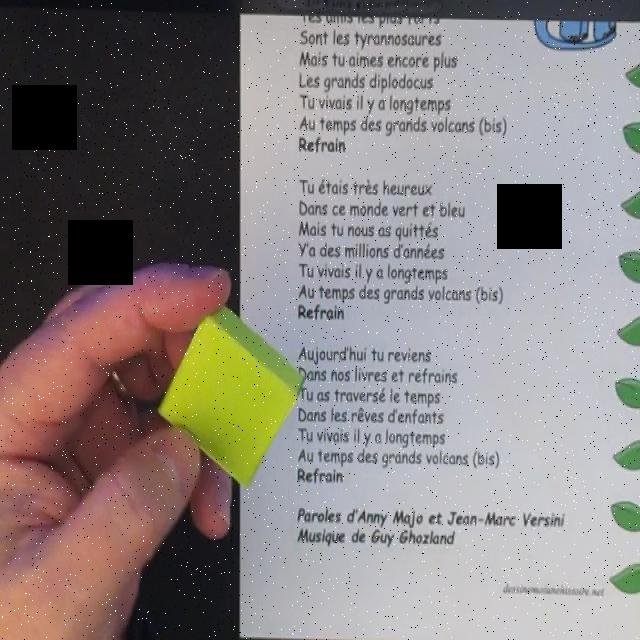 Tes amis les plus forts
Sont les tyrannosaures
Mais tu aimes encore plus
Les grands diplodocus
Tu vivais il y a longtemps
Au temps des grands volcans (bis)
Refrain
Tu étais très heureux
Dans ce monde vert et bleu
Mais tu nous as quittés
Y'a des millions d'années
Tu vivais il y a longtemps
Au temps des grands volcans (bis)
Refrain
Aujourd'hui tu reviens
Dans nos livres et refrains
Tu as traversé le temps
Dans les rêves d'enfants
Tu vivais il y a longtemps
Au temps des grands volcans (bis)
Refrain
Paroles d'Anny Majo et Jean-Marc Versini
Musique de Guy Ghozland